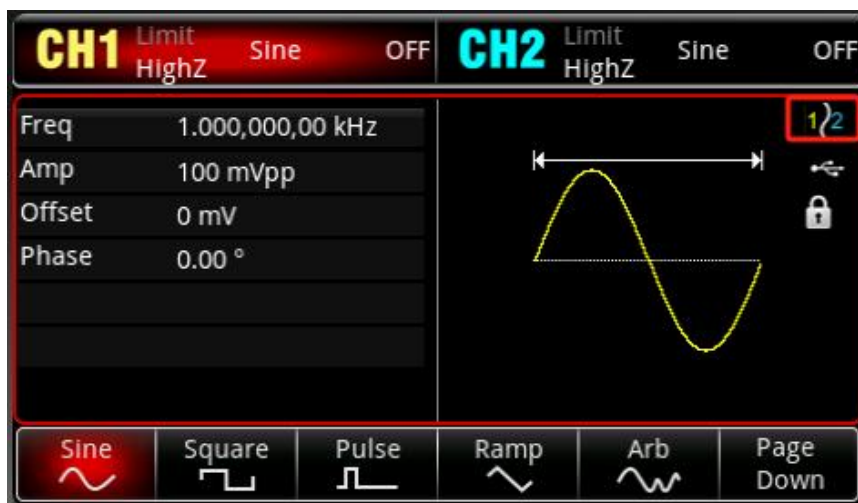 CH1 Limit HighZ Sine OFF CH2 Limit HighZ Sine OFF
Freq 1.000,000,00 kHz
1 2
Amp 100 mVpp
Offset 0 mV
Phase 0.00 °
Sine Square Pulse Ramp Arb Page Down